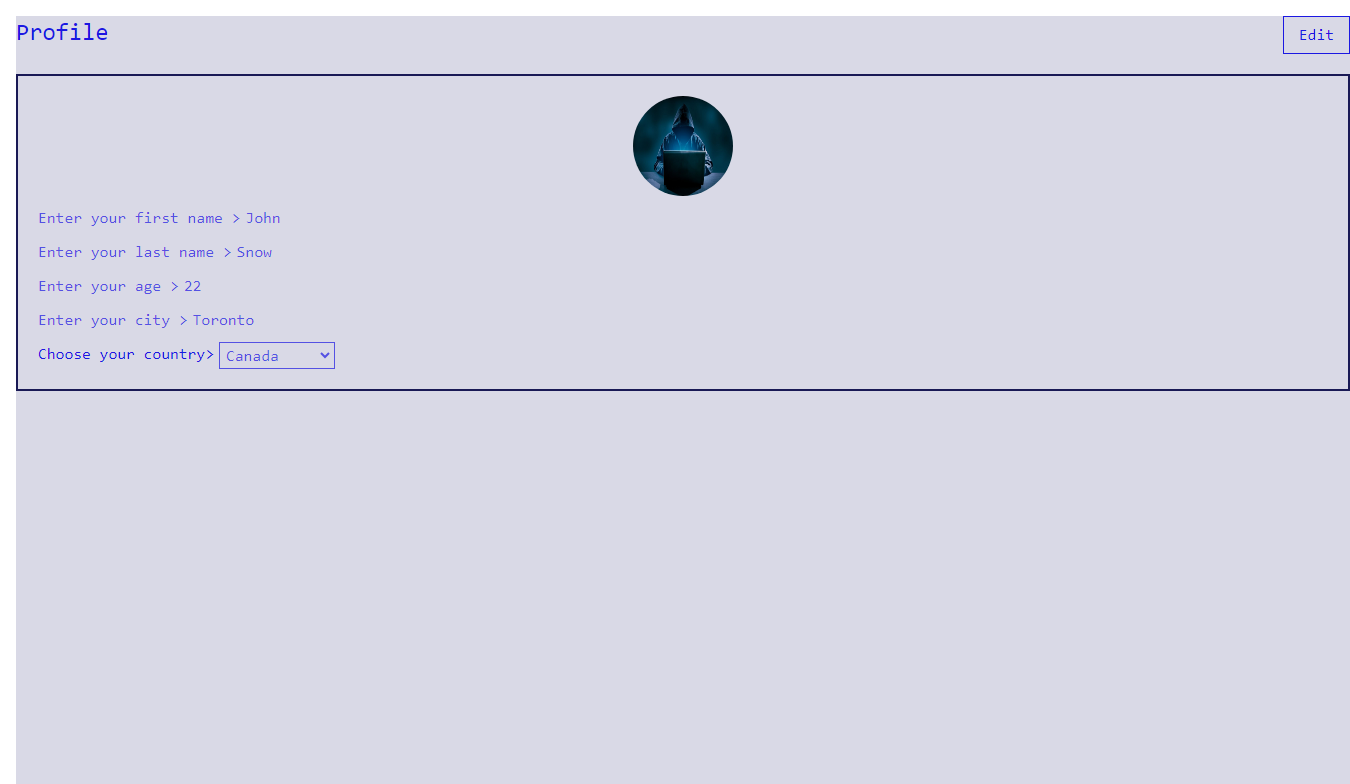 Profile
Edit
Enter your first name > John
Enter your last name > Snow
Enter your age > 22
Enter your city > Toronto
Choose your country> Canada